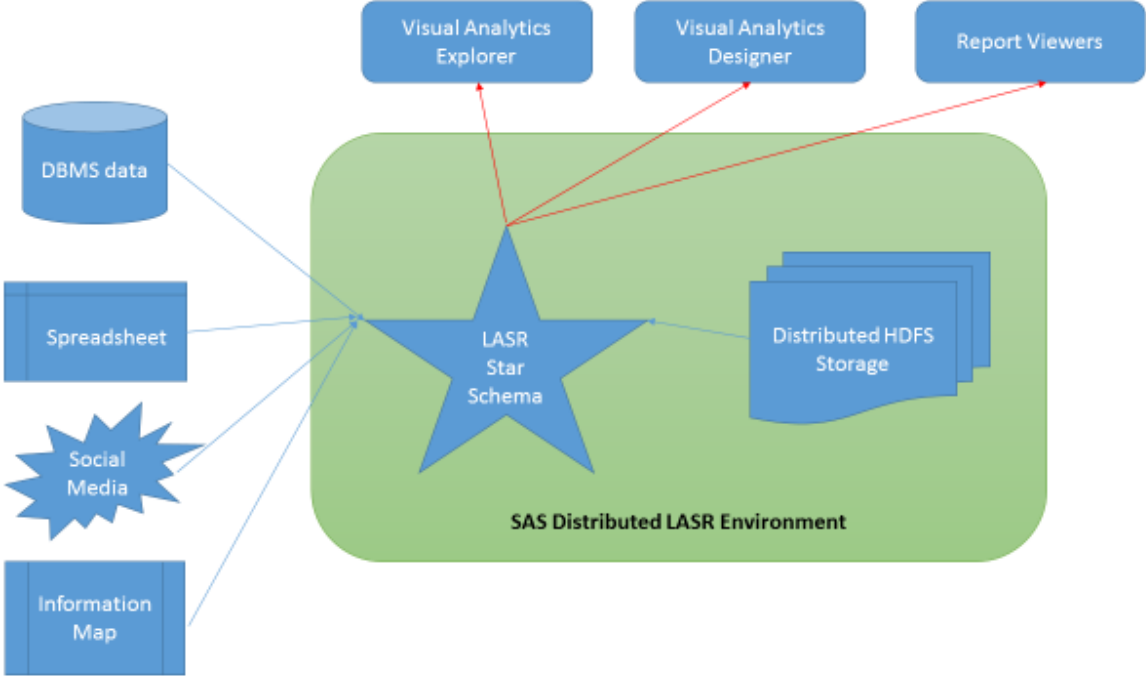 Visual Analytics
Explorer
Visual Analytics
Designer
Report Viewers
DBMS data
Spreadsheet
Social
Media
Information
Map
LASR
Star
Schema
Distributed HDFS
Storage
SAS Distributed LASR Environment